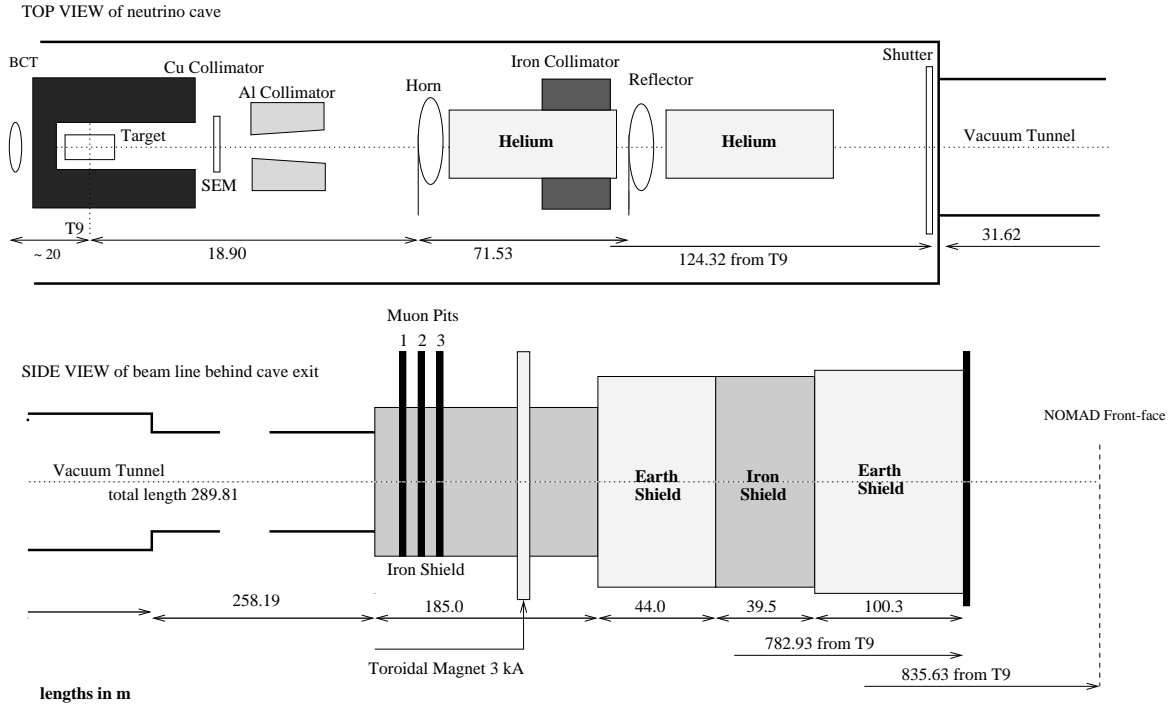 TOP VIEW of neutrino cave
BCT
Cu Collimator
Al Collimator
Horn
Iron Collimator
Reflector
Shutter
Target
Helium
Helium
Vacuum Tunnel
SEM
T9
~ 20
18.90
71.53
124.32 from T9
31.62
Muon Pits
1 2 3
SIDE VIEW of beam line behind cave exit
NOMAD Front-face
Vacuum Tunnel
total length 289.81
Earth
Shield
Iron
Shield
Earth
Shield
Iron Shield
258.19
185.0
44.0
39.5
100.3
Toroidal Magnet 3 kA
782.93 from T9
835.63 from T9
lengths in m